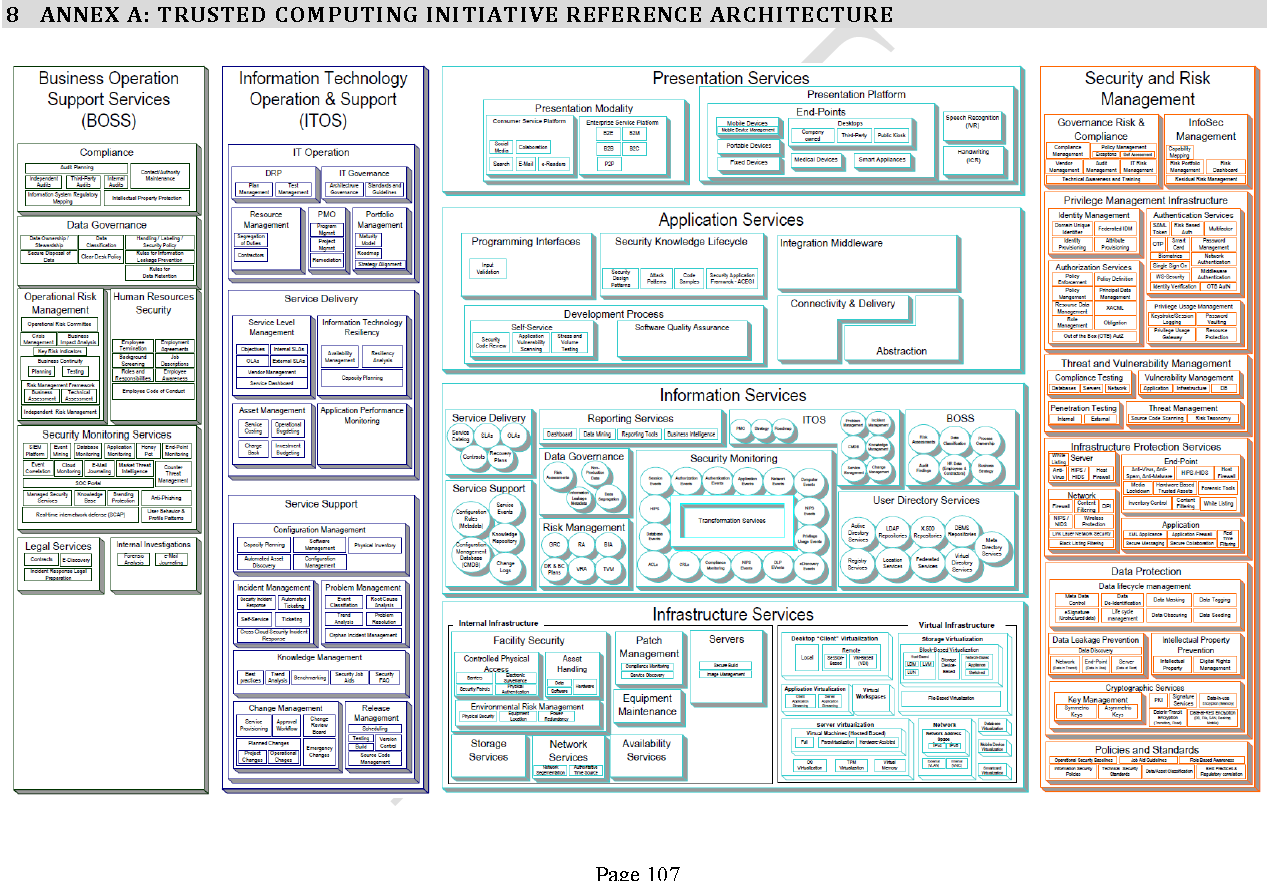 8 ANNEX A: TRUSTED COMPUTING INITIATIVE REFERENCE ARCHITECTURE
Business Operation
Support Services
(BOSS)
Compliance
Audit Planning
Independent
Audits
Third-Party
Audits
Internal
Audits
Contact/Authority
Maintenance
Information System Regulatory
Mapping
Intellectual Property Protection
Data Governance
Data Ownership /
Stewardship
Data
Classification
Handling / Labeling /
Security Policy
Secure Disposal of
Data
Clear Desk Policy
Rules for Information
Leakage Prevention
Rules for
Data Retention
Operational Risk
Management
Operational Risk Committee
Crisis
Management
Business
Impact Analysis
Key Risk Indicators
Business Continuity
Planning
Testing
Risk Management Framework
Business
Assessment
Technical
Assessment
Independent Risk Management
Human Resources
Security
Employee
Termination
Employment
Agreements
Background
Screening
Job
Descriptions
Roles and
Responsibilities
Employee
Awareness
Employee Code of Conduct
Security Monitoring Services
SIEM
Platform
Event
Mining
Database
Monitoring
Application
Monitoring
Honey
Pot
End-Point
Monitoring
Event
Correlation
Cloud
Monitoring
E-Mail
Journaling
Market Threat
Intelligence
Counter
Threat
Management
SOC Portal
Managed Security
Services
Knowledge
Base
Branding
Protection
Anti-Phishing
Real-time internetwork defense (SCAP)
User Behavior &
Profile Patterns
Legal Services
Contracts
E-Discovery
Incident Response Legal
Preparation
Internal Investigations
Forensic
Analysis
e-Mail
Journaling
Information Technology
Operation & Support
(ITOS)
IT Operation
DRP
Plan
Management
Test
Management
IT Governance
Architecture
Governance
Standards and
Guidelines
Resource
Management
Segregation
of Duties
Contractors
PMO
Program
Mgmnt
Project
Mgmnt
Remediation
Portfolio
Management
Maturity
Model
Roadmap
Strategy Alignment
Service Delivery
Service Level
Management
Objectives
Internal SLAs
OLAs
External SLAs
Vendor Management
Service Dashboard
Information Technology
Resiliency
Availability
Management
Resiliency
Analysis
Capacity Planning
Asset Management
Service
Costing
Operational
Bugeting
Charge
Back
Investment
Budgeting
Application Performance
Monitoring
Service Support
Configuration Management
Capacity Planning
Software
Management
Physical Inventory
Automated Asset
Discovery
Configuration
Management
Incident Management
Security Incident
Response
Automated
Ticketing
Self-Service
Ticketing
Cross Cloud Security Incident
Response
Problem Management
Event
Classification
Root Cause
Analysis
Trend
Analysis
Problem
Resolution
Orphan Incident Management
Knowledge Management
Best
practices
Trend
Analysis
Benchmarking
Security Job
Aids
Security
FAQ
Change Management
Service
Provisioning
Approval
Workflow
Change
Review
Board
Planned Changes
Project
Changes
Operational
Chages
Emergency
Changes
Release
Management
Scheduling
Testing
Build
Version
Control
Source Code
Management
Presentation Services
Presentation Modality
Consumer Service Platform
Social
Media
Colaboration
Search
E-Mail
e-Readers
Enterprise Service Platform
B2E
B2M
B2B
B2C
P2P
Presentation Platform
End-Points
Mobile Devices
Mobile Device Management
Portable Devices
Fixed Devices
Desktops
Company
owned
Third-Party
Public Kiosk
Medical Devices
Smart Appliances
Speech Recognition
(IVR)
Handwriting
(ICR)
Application Services
Programming Interfaces
Input
Validation
Security Knowledge Lifecycle
Security
Design
Patterns
Attack
Patterns
Code
Samples
Security Application
Framework - ACEGI
Integration Middleware
Development Process
Self-Service
Security
Code Review
Application
Vulnerability
Scanning
Stress and
Volume
Testing
Software Quality Assurance
Connectivity & Delivery
Abstraction
Information Services
Service Delivery
Service
Catalog
SLAs
OLAs
Contracts
Recovery
Plans
Reporting Services
Dashboard
Data Mining
Reporting Tools
Business Intelligence
ITOS
PMO
Strategy
Roadmap
Problem
Management
Incident
Management
CMDB
Knowledge
Management
Service
Management
Change
Management
BOSS
Risk
Assessments
Data
Classification
Process
Ownership
Audit
Findings
HR Data
(Employees &
Contractors)
Business
Strategy
Data Governance
Risk
Assessments
Non-
Production
Data
Information
Leakage
Metadata
Data
Segregation
Security Monitoring
Session
Events
Authorization
Events
Authentication
Events
Application
Events
Network
Events
Computer
Events
HIPS
NIPS
Events
Transformation Services
Database
Events
Privilege
Usage Events
ACLs
CRLs
Compliance
Monitoring
NIPS
Events
DLP
EVents
eDiscovery
Events
Service Support
Configuration
Rules
(Metadata)
Service
Events
Knowledge
Repository
Configuration
Management
Database
(CMDB)
Change
Logs
Risk Management
GRC
RA
BIA
DR & BC
Plans
VRA
TVM
User Directory Services
Active
Directory
Services
LDAP
Repositories
X.500
Repositories
DBMS
Repositories
Meta
Directory
Services
Registry
Services
Location
Services
Federated
Services
Virtual
Directory
Services
Infrastructure Services
Internal Infrastructure
Facility Security
Controlled Physical
Access
Barriers
Electronic
Surveillance
Security Patrols
Physical
Authentication
Asset
Handling
Data
Software
Hardware
Environmental Risk Management
Physical Security
Equipment
Location
Power
Redundancy
Patch
Management
Compliance Monitoring
Service Discovery
Servers
Secure Build
Image Management
Equipment
Maintenance
Storage
Services
Network
Services
Network
Segmentation
Authoritative
Time Source
Availability
Services
Virtual Infrastructure
Desktop "Client" Virtualization
Local
Remote
Session-
Based
VM-Based
(VDI)
Storage Virtualization
Block-Based Virtualization
Host-Based
LDM
LVM
LUN
Storage
Device-
Based
Network-Based
Appliance
Switched
File-Based Virtualization
Application Virtualization
Client
Application
Streaming
Server
Application
Streaming
Virtual
Workspaces
Server Virtualization
Virtual Machines (Hosted Based)
Full
Paravirtualization
Hardware-Assisted
OS
Virtualization
TPM
Virtualization
Virtual
Memory
Network
Network Address
Space
IPv4
IPv6
External
(VLAN)
Internal
(VNIC)
Database
Virtualization
Mobile Device
Virtualization
Smartcard
Virtualization
Security and Risk
Management
Governance Risk &
Compliance
Compliance
Management
Policy Management
Exceptions
Self Assessment
Vendor
Management
Audit
Management
IT Risk
Management
Technical Awareness and Training
InfoSec
Management
Capability
Mapping
Risk Portfolio
Management
Risk
Dashboard
Residual Risk Management
Privilege Management Infrastructure
Identity Management
Domain Unique
Identifier
Federated IDM
Identity
Provisioning
Attribute
Provisioning
Authentication Services
SAML
Token
Risk Based
Auth
Multifactor
OTP
Smart
Card
Password
Management
Biometrics
Network
Authentication
Single Sign On
Middleware
Authentication
WS-Security
Identity Verification
OTB AutN
Authorization Services
Policy
Enforcement
Policy Definition
Policy
Management
Principal Data
Management
Resource Data
Management
XACML
Role
Management
Obligation
Out of the Box (OTB) AutZ
Privilege Usage Management
Keystroke/Session
Logging
Password
Vaulting
Privilege Usage
Gateway
Resource
Protection
Threat and Vulnerability Management
Compliance Testing
Databases
Servers
Network
Vulnerability Management
Application
Infrastructure
DB
Penetration Testing
Internal
External
Threat Management
Source Code Scanning
Risk Taxonomy
Infrastructure Protection Services
Server
White
Listing
Anti-
Virus
HIPS /
HIDS
Host
Firewall
End-Point
Anti-Virus, Anti-
Spam, Anti-Malware
HIPS /HIDS
Host
Firewall
Media
Lockdown
Hardware Based
Trusted Assets
Forensic Tools
Inventory Control
Content
Filtering
White Listing
Network
Firewall
Content
Filtering
DPI
NIPS /
NIDS
Wireless
Protection
Link Layer Network Security
Black Listing Filtering
Application
XML Appliance
Application Firewall
Secure Messaging
Secure Collaboration
Real
Time
Filtering
Data Protection
Data lifecycle management
Meta Data
Control
Data
De-Identification
Data Masking
Data Tagging
eSignature
(Unstructured data)
Life cycle
management
Data Obscuring
Data Seeding
Data Leakage Prevention
Data Discovery
Network
(Data in Transit)
End-Point
(Data in Use)
Server
(Data at Rest)
Intellectual Property
Prevention
Intellectual
Property
Digital Rights
Management
Cryptographic Services
Key Management
Symmetric
Keys
Asymmetric
Keys
PKI
Signature
Services
Data-in-use
Encryption (Memory)
Data-in-Transit
Encryption
(Transitory, Fixed)
Data-at-Rest Encryption
Policies and Standards
Operational Security Baselines
Job Aid Guidelines
Role Based Awareness
Information Security
Policies
Technical Security
Standards
Data/Asset Classification
Best Practices &
Regulatory correlation
Page 107